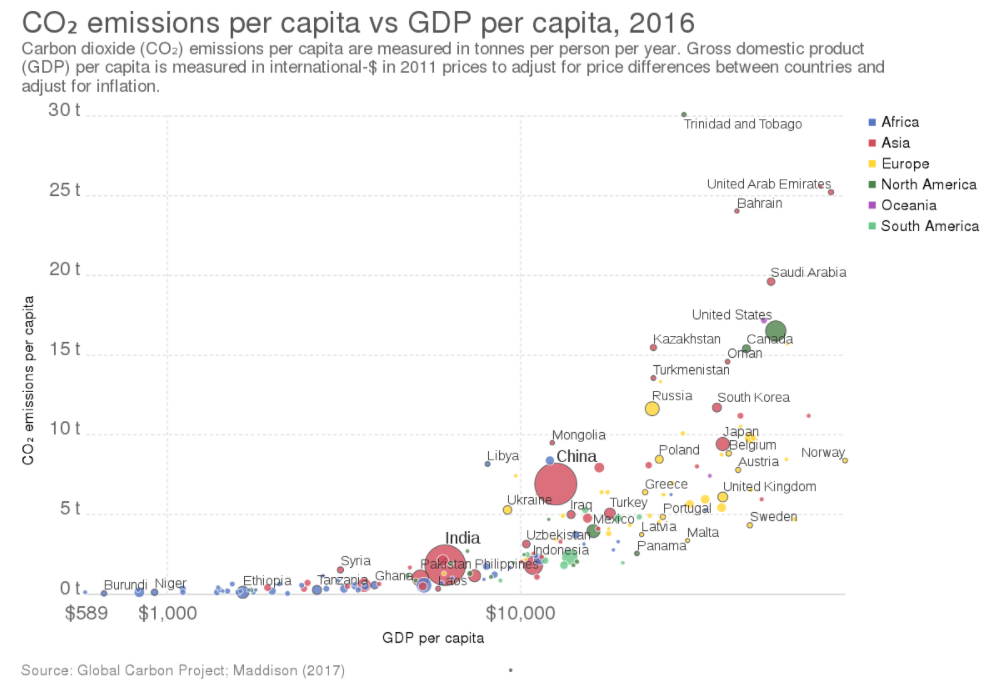 CO₂ emissions per capita vs GDP per capita, 2016
Carbon dioxide (CO₂) emissions per capita are measured in tonnes per person per year. Gross domestic product
(GDP) per capita is measured in international-$ in 2011 prices to adjust for price differences between countries and
adjust for inflation.
30 t
Trinidad and Tobago
Africa
Asia
Europe
North America
Oceania
South America
25 t
United Arab Emirates
Bahrain
20 t
Saudi Arabia
United States
Canada
Kazakhstan
Oman
15 t
Turkmenistan
Russia
South Korea
10 t
Mongolia
Japan
Belgium
Libya
China
Poland
Austria
Norway
Greece
United Kingdom
Ukraine
Iraq
Turkey
Portugal
5 t
Mexico
Sweden
Uzbekistan
Latvia
Malta
India
Indonesia
Panama
Syria
Pakistan
Philippines
Burundi
Niger
Ethiopia
Tanzania
Ghana
Laos
0 t
$589
$1,000
$10,000
CO₂ emissions per capita
GDP per capita
Source: Global Carbon Project; Maddison (2017)